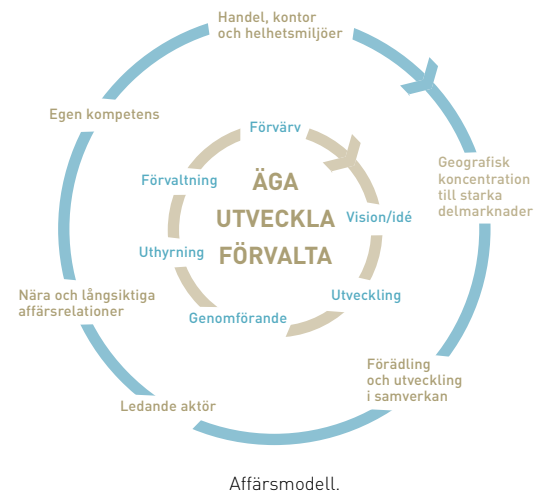 Handel, kontor
och helhetsmiljöer
Egen kompetens
Förvärv
Geografisk
koncentration
till starka
delmarknader
Förvaltning
ÄGA
UTVECKLA
FÖRVALTA
Vision/idé
Uthyrning
Utveckling
Genomförande
Nära och långsiktiga
affärsrelationer
Förädling
och utveckling
i samverkan
Ledande aktör
Affärsmodell.